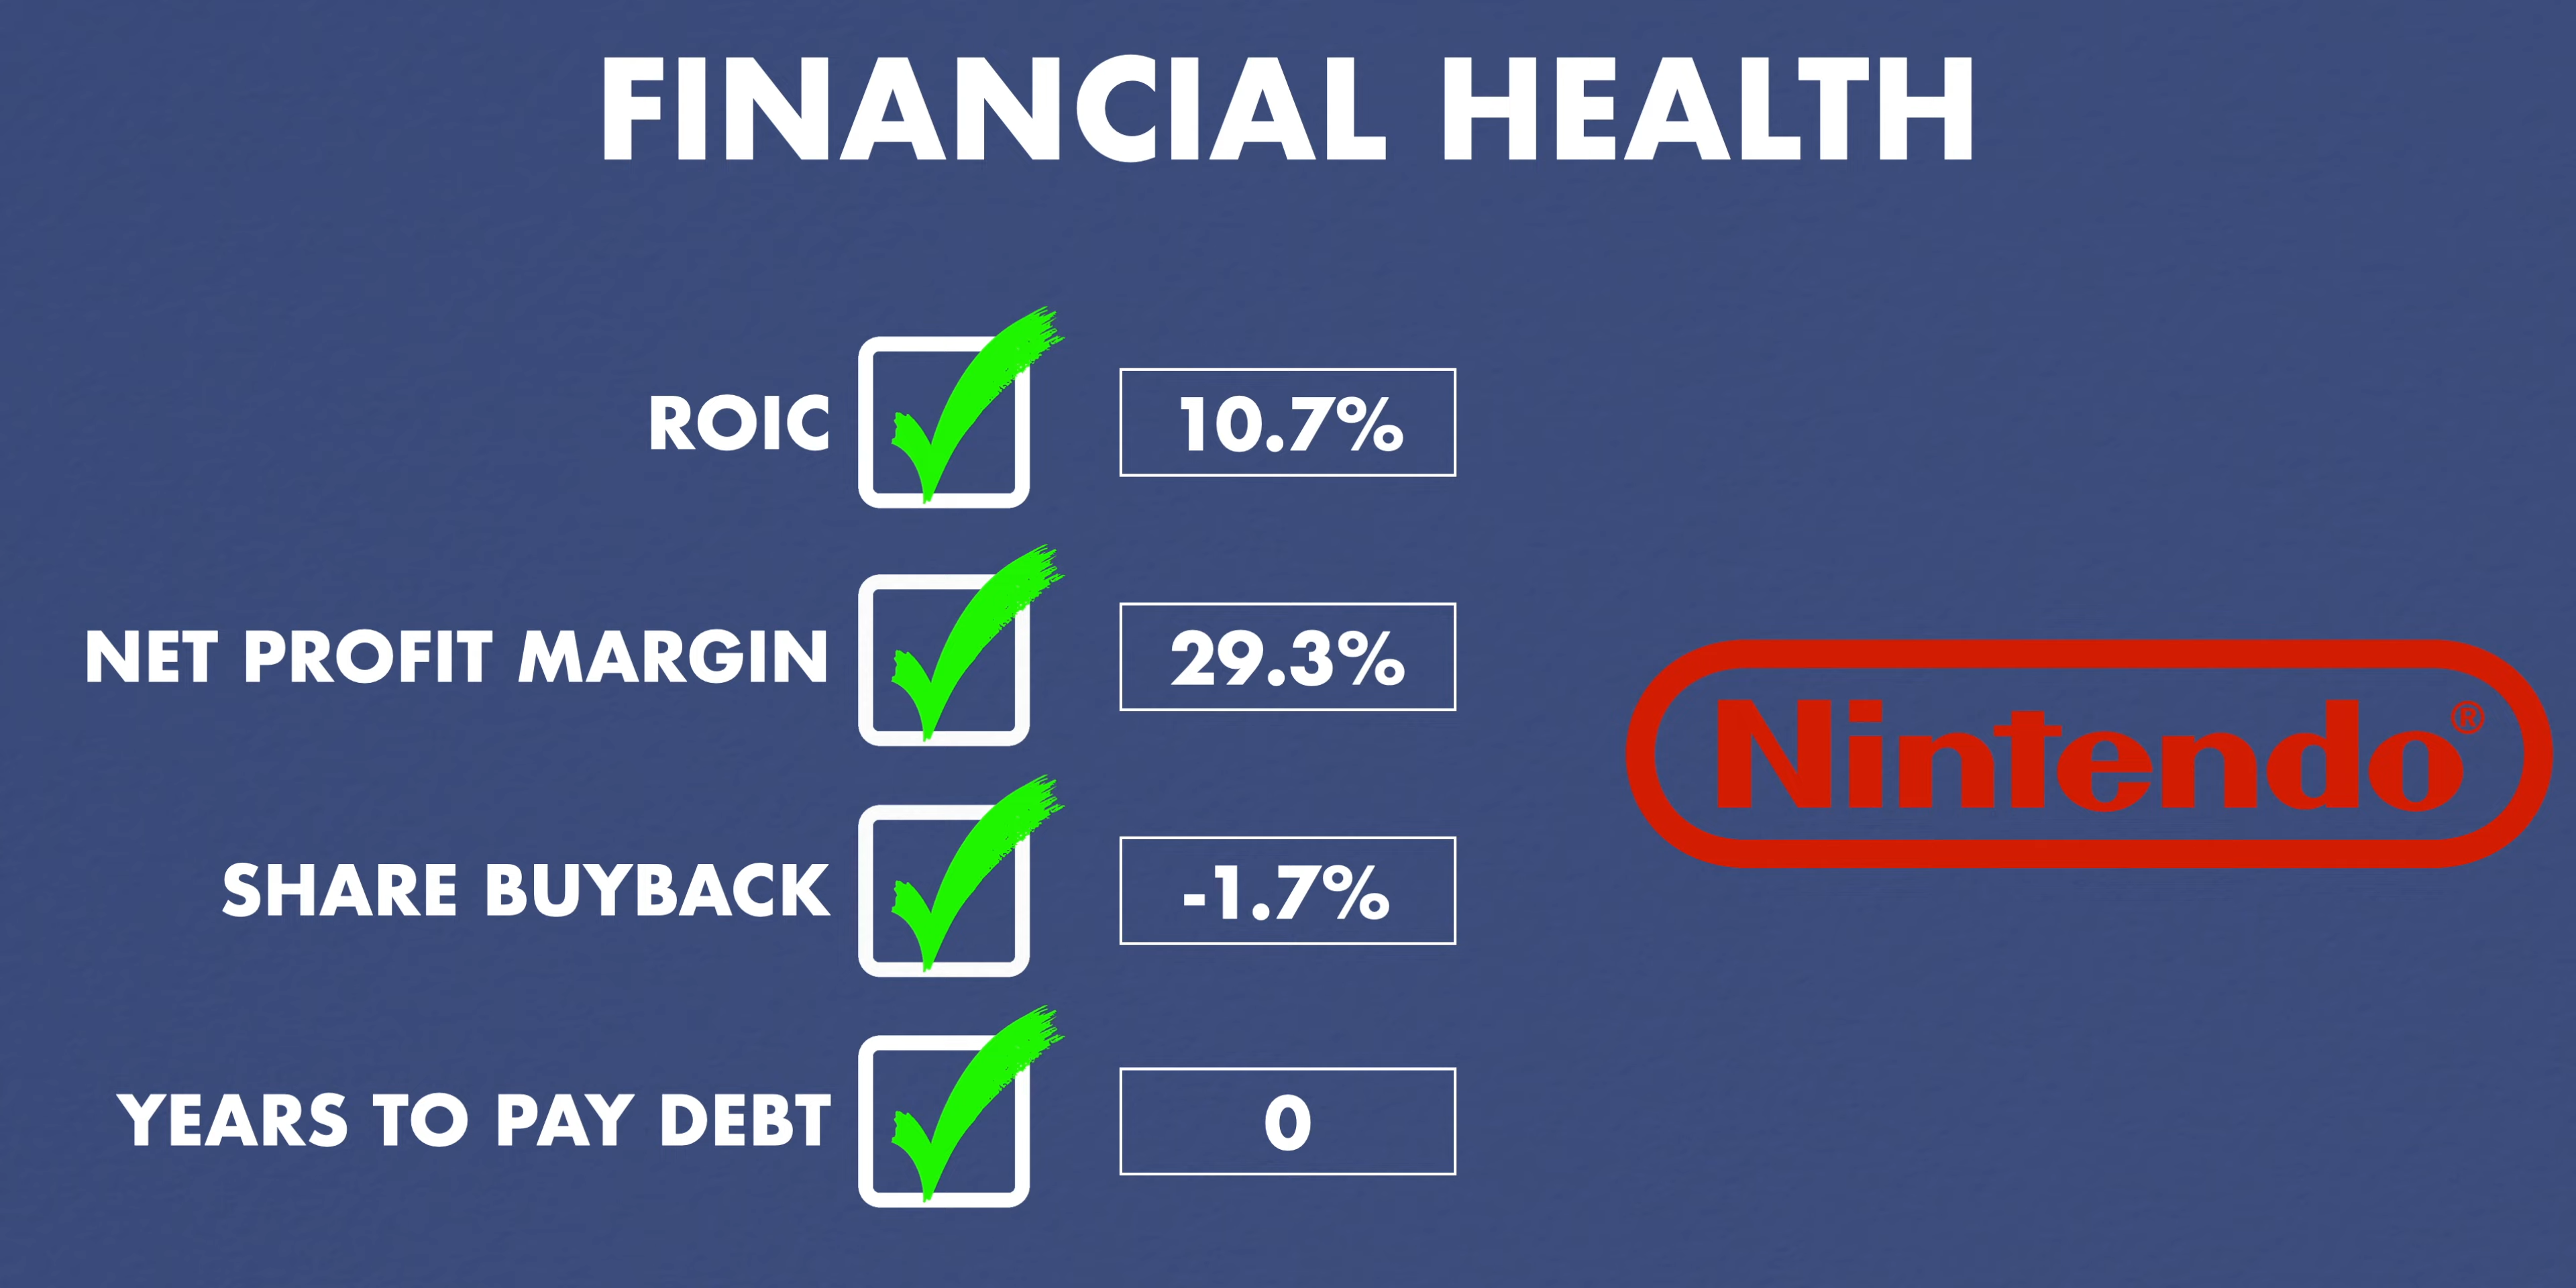 FINANCIAL HEALTH
ROIC 10.7%
NET PROFIT MARGIN 29.3%
Nintendo®
SHARE BUYBACK -1.7%
YEARS TO PAY DEBT 0